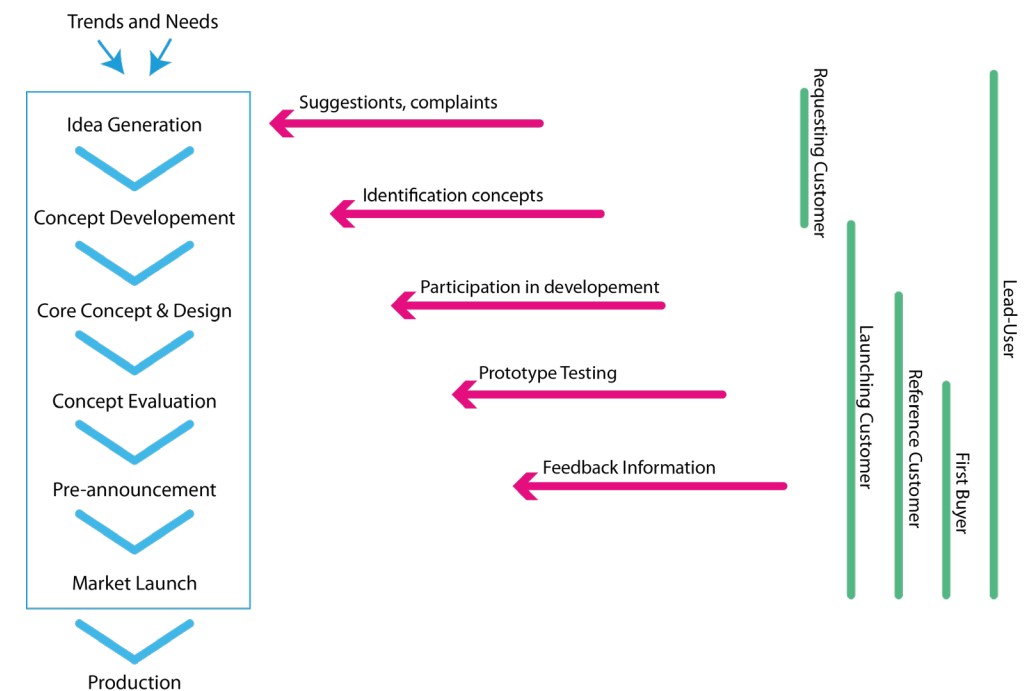 Trends and Needs
Idea Generation
Concept Developement
Core Concept & Design
Concept Evaluation
Pre-announcement
Market Launch
Production
Suggestionts, complaints
Identification concepts
Participation in developement
Prototype Testing
Feedback Information
Requesting Customer
Launching Customer
Reference Customer
First Buyer
Lead-User